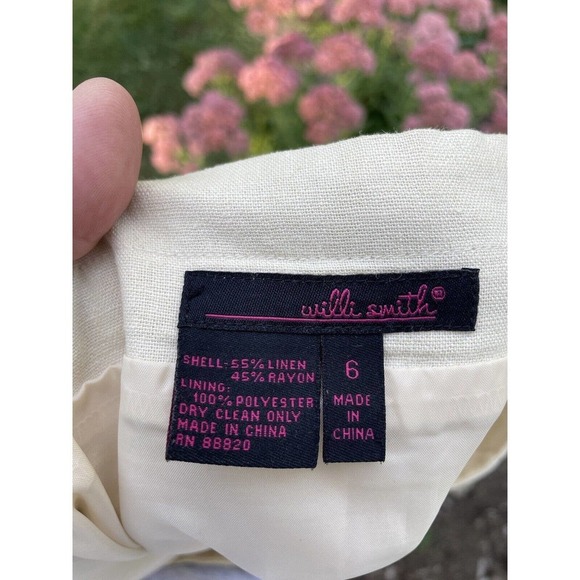 willi smith®
SHELL: 55% LINEN
45% RAYON
LINING:
100% POLYESTER
DRY CLEAN ONLY
MADE IN CHINA
RN 88820
6
MADE
IN
CHINA